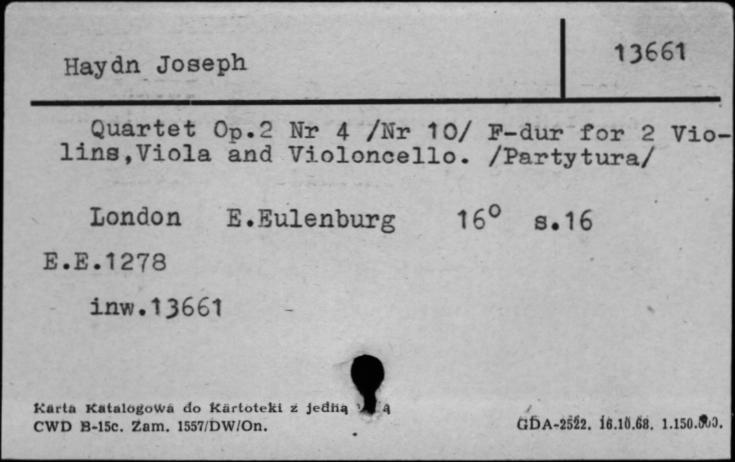 Haydn Joseph
13661
Quartet Op.2 Nr 4 /Nr 10/ F-dur for 2 Vio-
lins,Viola and Violoncello. /Partytura/
London E.Eulenburg 16° s.16
E.E.1278
inw.13661
Karta Katalogowa do Kartoteki z jedną
CWD B-15c. Zam. 1557/DW/On.
GDA-2522. 16.10.68. 1.150.000.